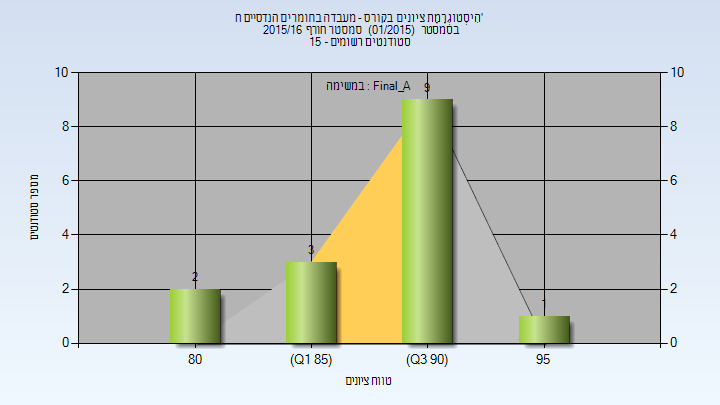 היסטוגרמת ציונים בקורס - מעבדה בחומרים הנדסיים ח'
בסמסטר (01/2015) סמסטר חורף 2015/16
סטודנטים רשומים - 15
במשימה : Final_A
10 10
8 8
6 6
4 4
2 2
0 0
2 3 9 1
מספר סטודנטים
80 (Q1 85) (Q3 90) 95
טווח ציונים